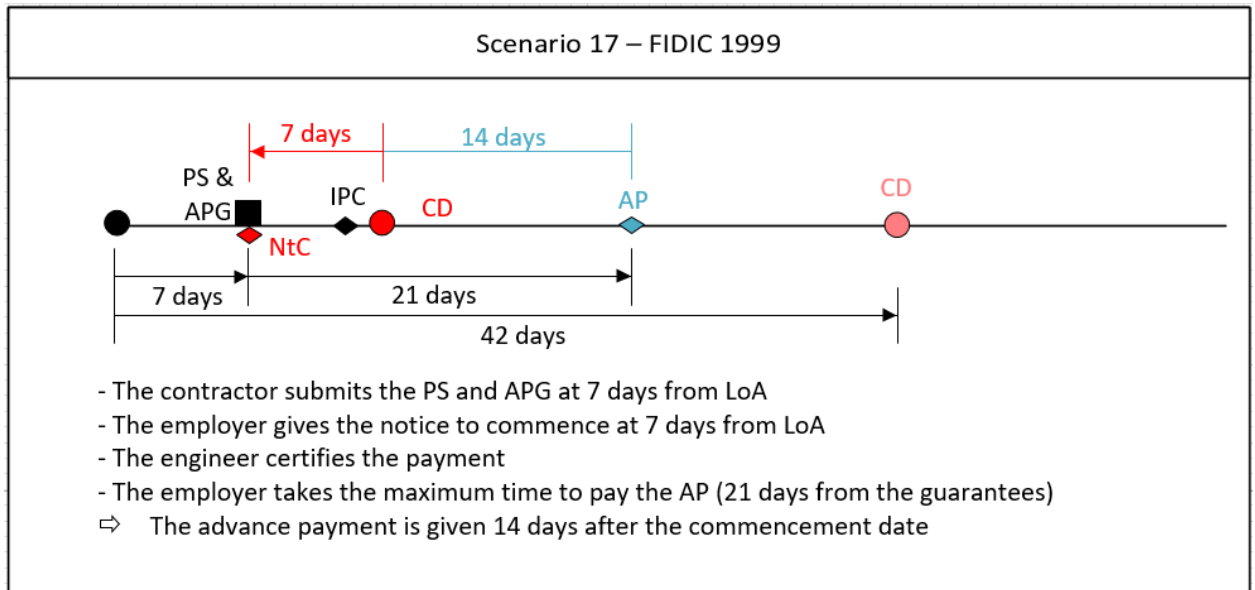 Scenario 17 – FIDIC 1999
7 days
14 days
PS &
APG
IPC
CD
AP
CD
NtC
7 days
21 days
42 days
- The contractor submits the PS and APG at 7 days from LoA
- The employer gives the notice to commence at 7 days from LoA
- The engineer certifies the payment
- The employer takes the maximum time to pay the AP (21 days from the guarantees)
⇨ The advance payment is given 14 days after the commencement date